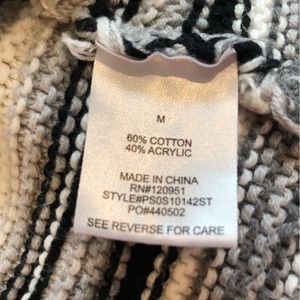 M
60% COTTON
40% ACRYLIC
MADE IN CHINA
RN#120951
STYLE#PS0S10142ST
PO#440502
SEE REVERSE FOR CARE